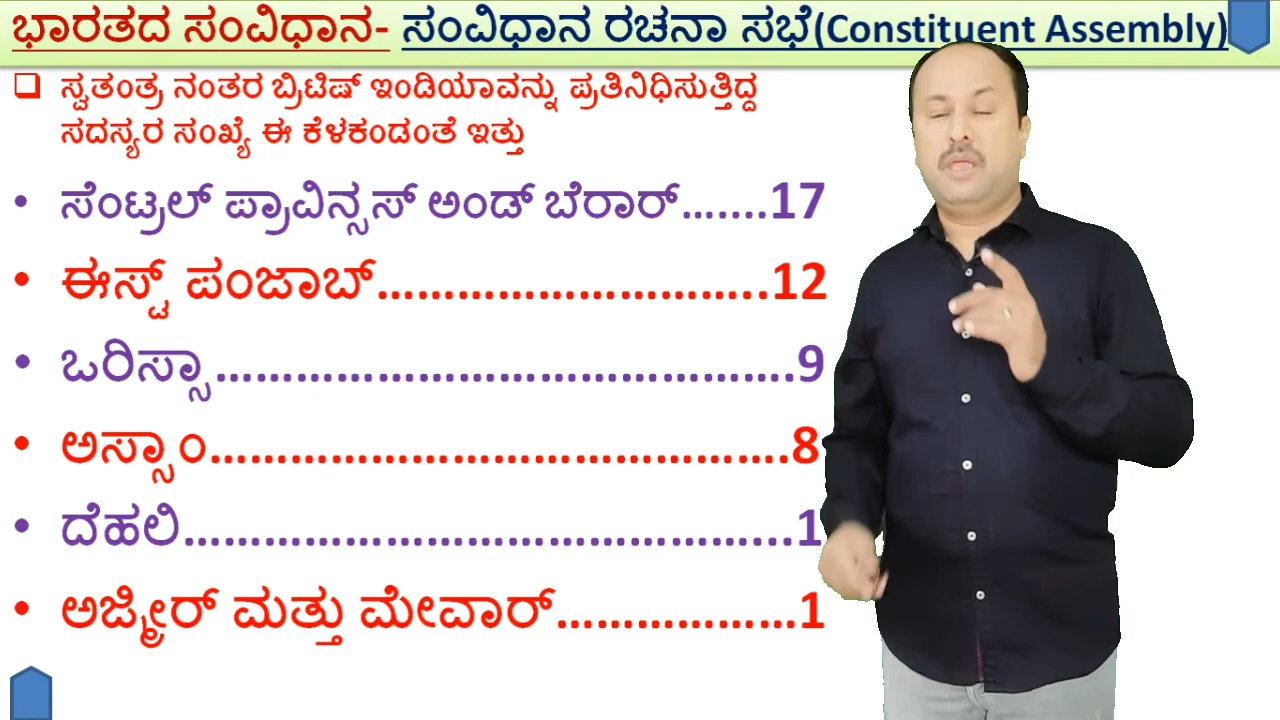 ಭಾರತದ ಸಂವಿಧಾನ- ಸಂವಿಧಾನ ರಚನಾ ಸಭೆ(Constituent Assembly)
ಸ್ವತಂತ್ರ ನಂತರ ಬ್ರಿಟಿಷ್ ಇಂಡಿಯಾವನ್ನು ಪ್ರತಿನಿಧಿಸುತ್ತಿದ್ದ
ಸದಸ್ಯರ ಸಂಖ್ಯೆ ಈ ಕೆಳಕಂಡಂತೆ ಇತ್ತು
• ಸೆಂಟ್ರಲ್ ಪ್ರಾವಿನ್ಸಸ್ ಅಂಡ್ ಬೆರಾರ್.......17
• ಈಸ್ಟ್ ಪಂಜಾಬ್.............................12
• ಒರಿಸ್ಸಾ...........................................9
• ಅಸ್ಸಾಂ...........................................8
• ದೆಹಲಿ.............................................1
• ಅಜ್ಮೀರ್ ಮತ್ತು ಮೇವಾರ್..................1